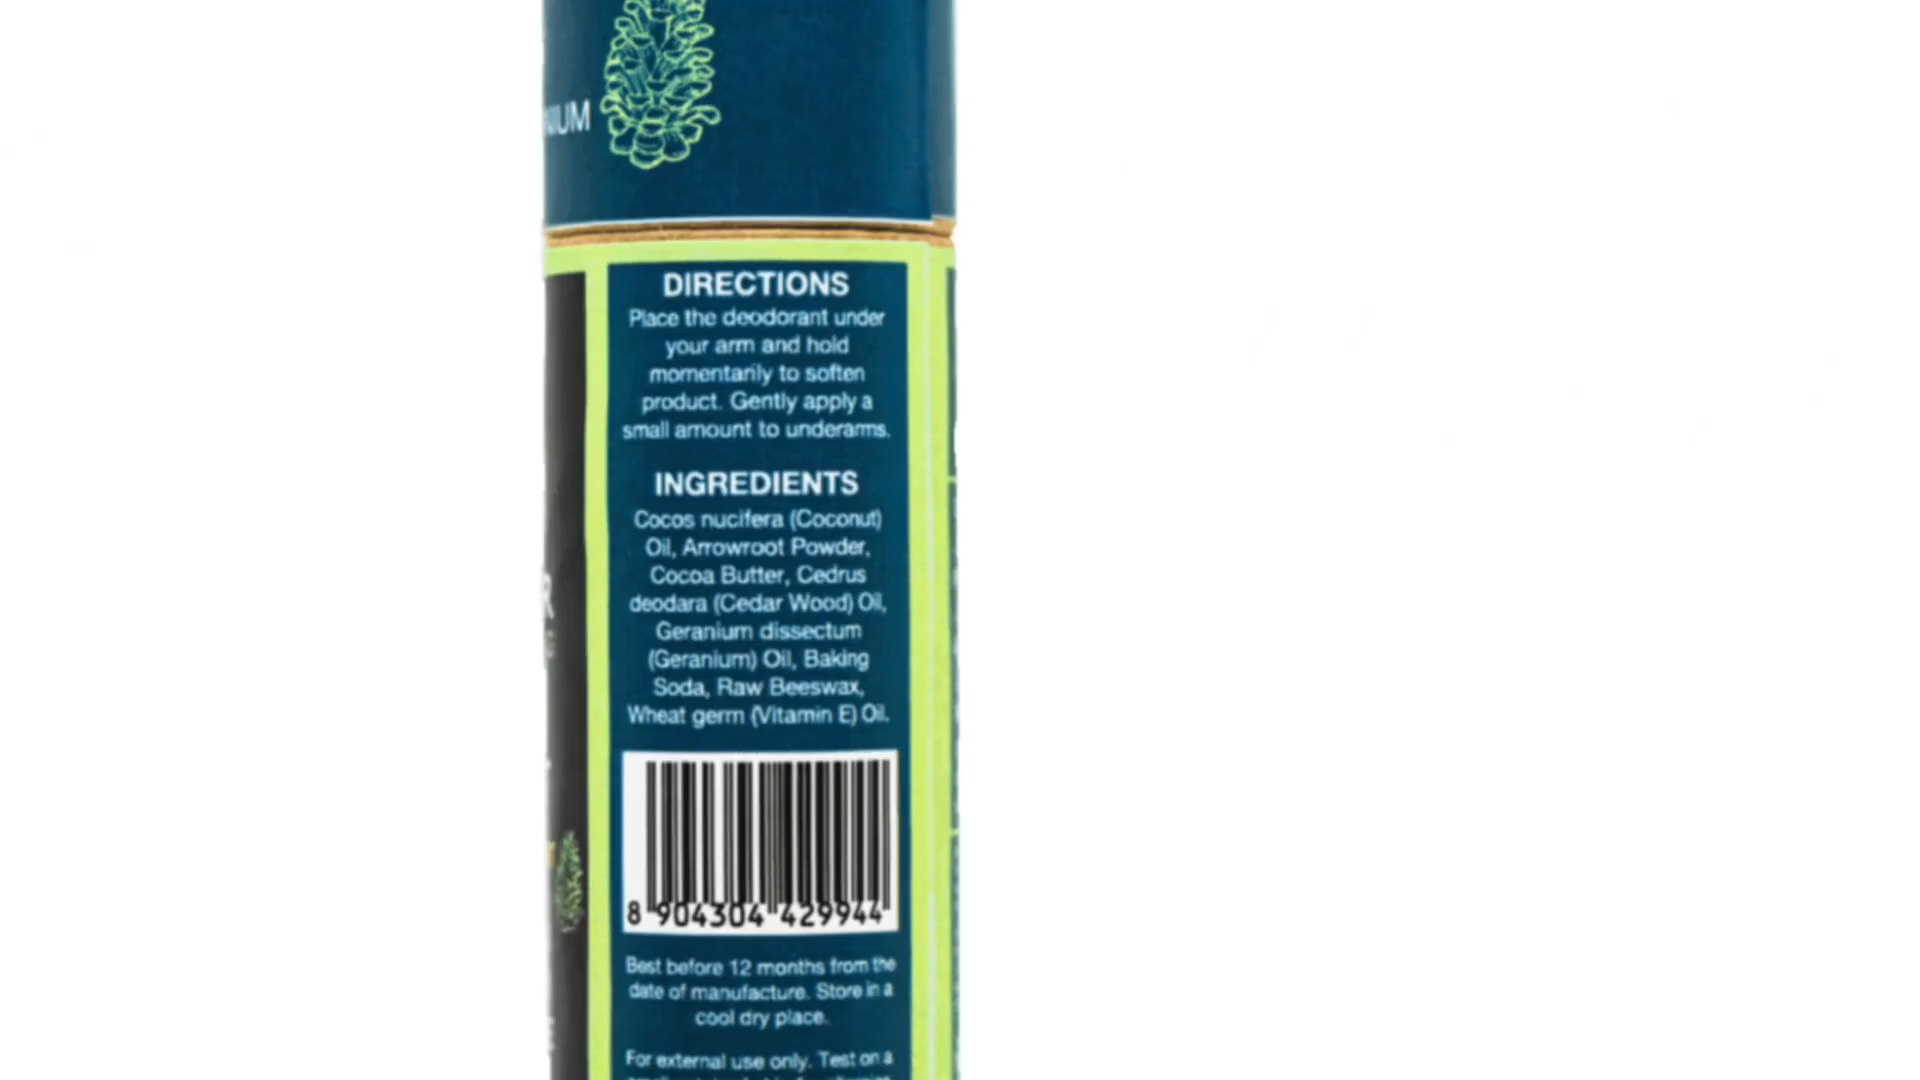 DIRECTIONS
Place the deodorant under
your arm and hold
momentarily to soften
product. Gently apply a
small amount to underarms.
INGREDIENTS
Cocos nucifera (Coconut)
Oil, Arrowroot Powder,
Cocoa Butter, Cedrus
deodara (Cedar Wood) Oil,
Geranium dissectum
(Geranium) Oil, Baking
Soda, Raw Beeswax,
Wheat germ (Vitamin E) Oil.
8 904304 429944
Best before 12 months from the
date of manufacture. Store in a
cool dry place.
For external use only. Test on a